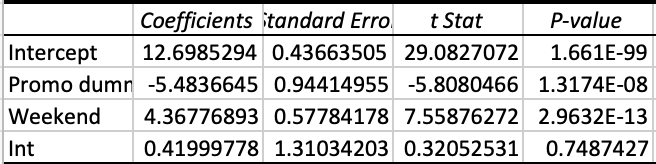 Coefficients tandard Erro t Stat P-value
Intercept 12.6985294 0.43663505 29.0827072 1.661E-99
Promo dumn -5.4836645 0.94414955 -5.8080466 1.3174E-08
Weekend 4.36776893 0.57784178 7.55876272 2.9632E-13
Int 0.41999778 1.31034203 0.32052531 0.7487427